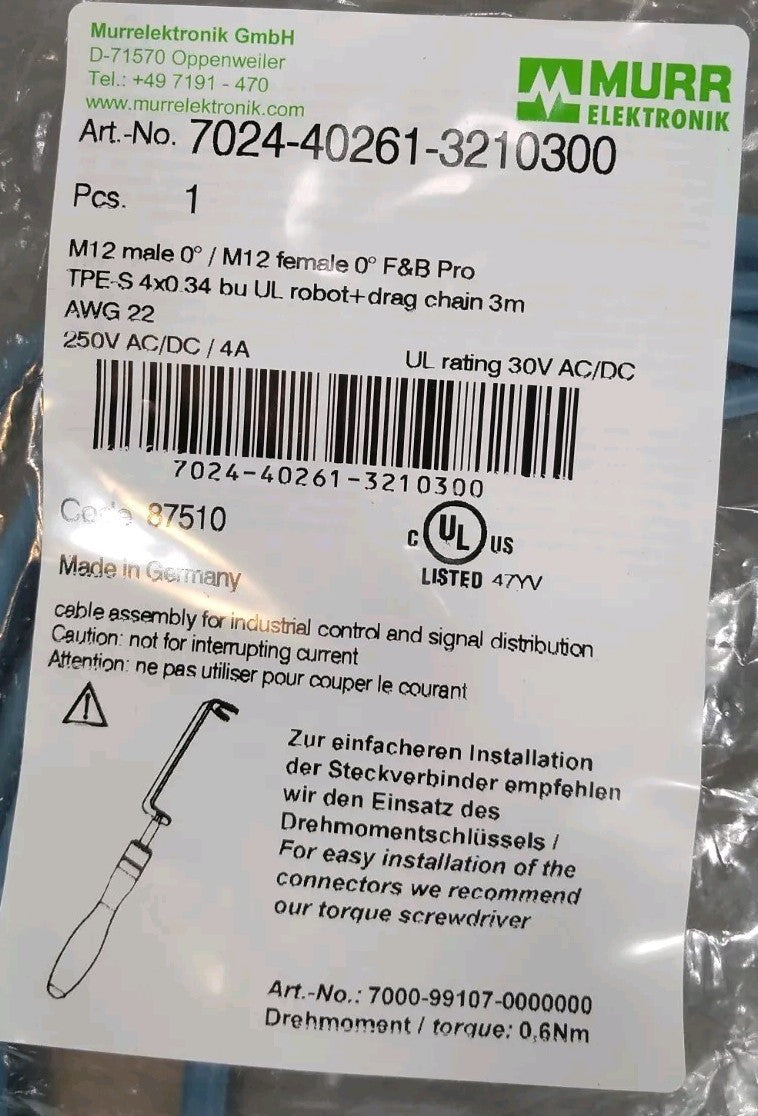 Murrelektronik GmbH
D-71570 Oppenweiler
Tel.: +49 7191 - 470
www.murrelektronik.com
MURR
ELEKTRONIK
Art.-No. 7024-40261-3210300
Pcs. 1
M12 male 0° / M12 female 0° F&B Pro
TPE-S 4x0.34 bu UL robot+drag chain 3m
AWG 22
250V AC/DC / 4A
UL rating 30V AC/DC
7024-40261-3210300
Code 87510
C UL US
LISTED 47YV
Made in Germany
cable assembly for industrial control and signal distribution
Caution: not for interrupting current
Attention: ne pas utiliser pour couper le courant
Zur einfacheren Installation
der Steckverbinder empfehlen
wir den Einsatz des
Drehmomentschlüssels /
For easy installation of the
connectors we recommend
our torque screwdriver
Art.-No.: 7000-99107-0000000
Drehmoment / torque: 0,6Nm